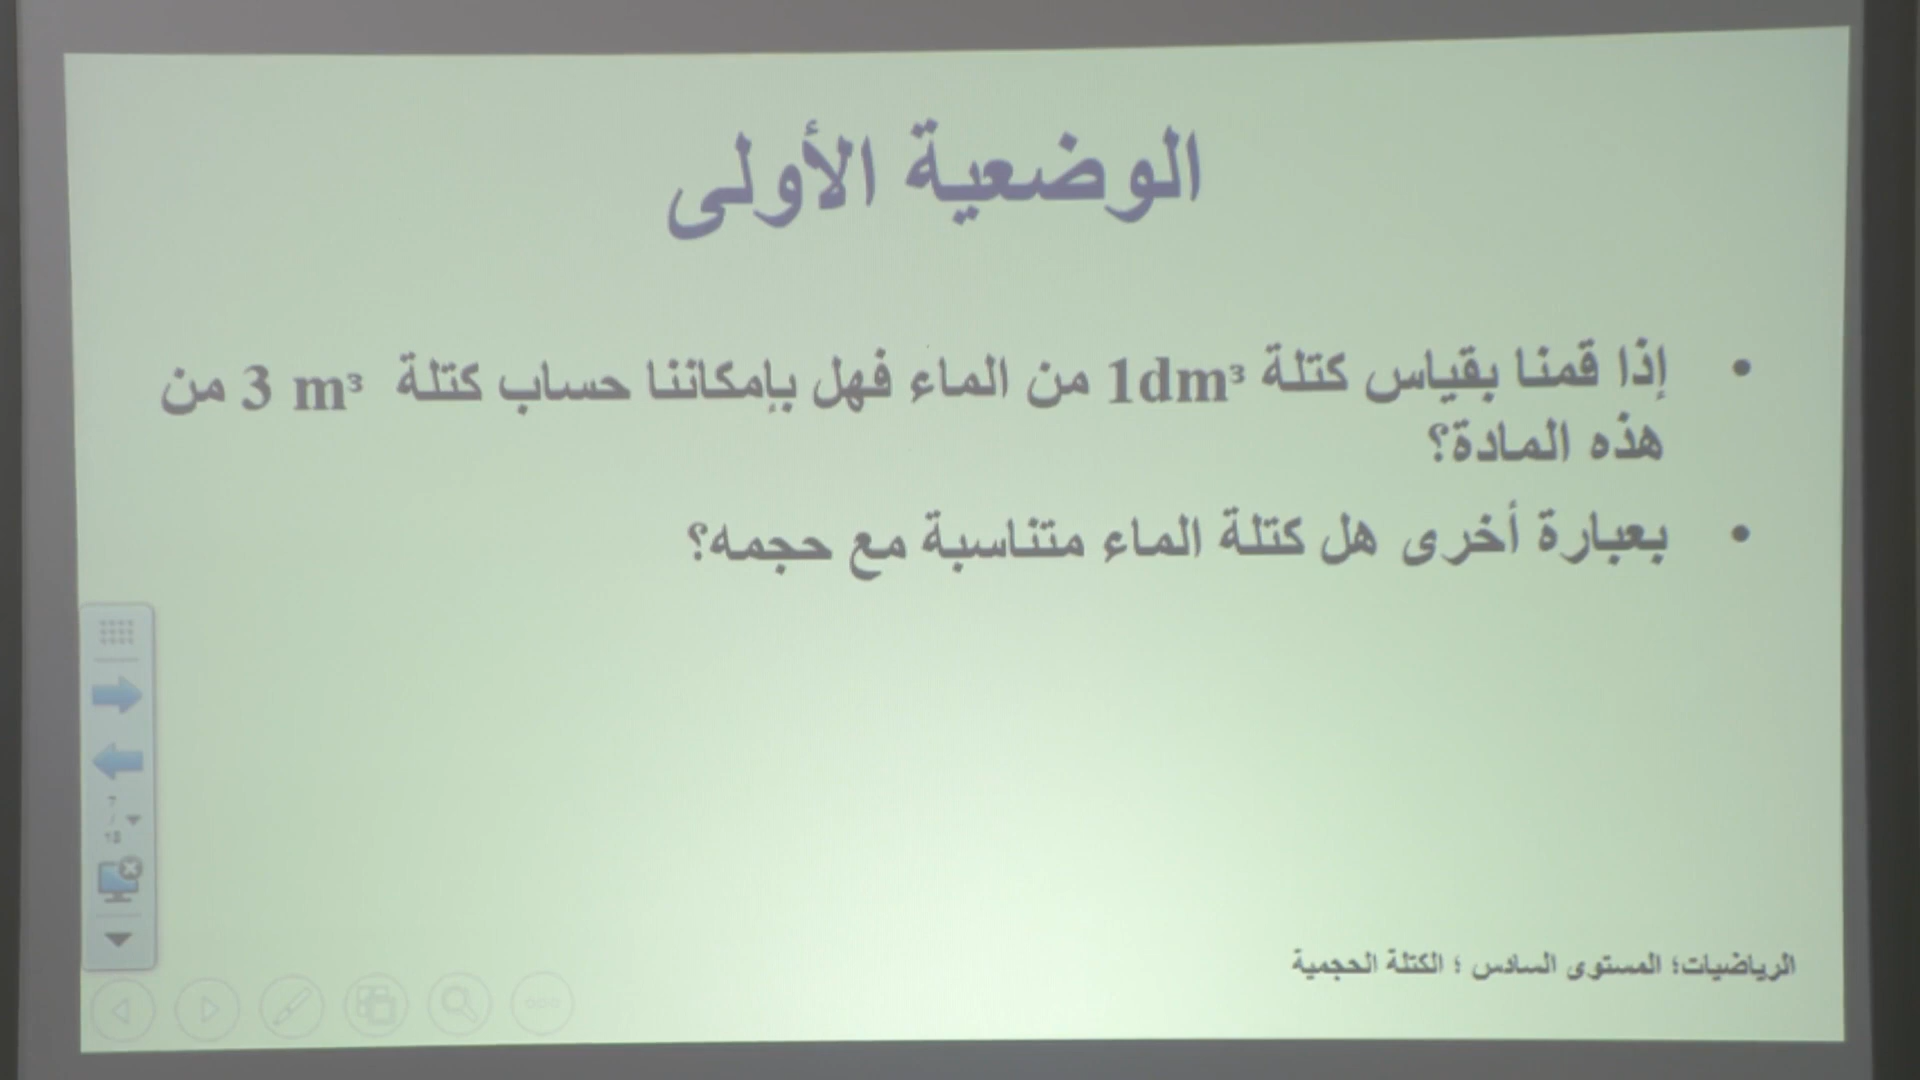 الوضعية الأولى
• إذا قمنا بقياس كتلة 1dm³ من الماء فهل بإمكاننا حساب كتلة 3 m³ من
هذه المادة؟
• بعبارة أخرى هل كتلة الماء متناسبة مع حجمه؟
الرياضيات؛ المستوى السادس ؛ الكتلة الحجمية